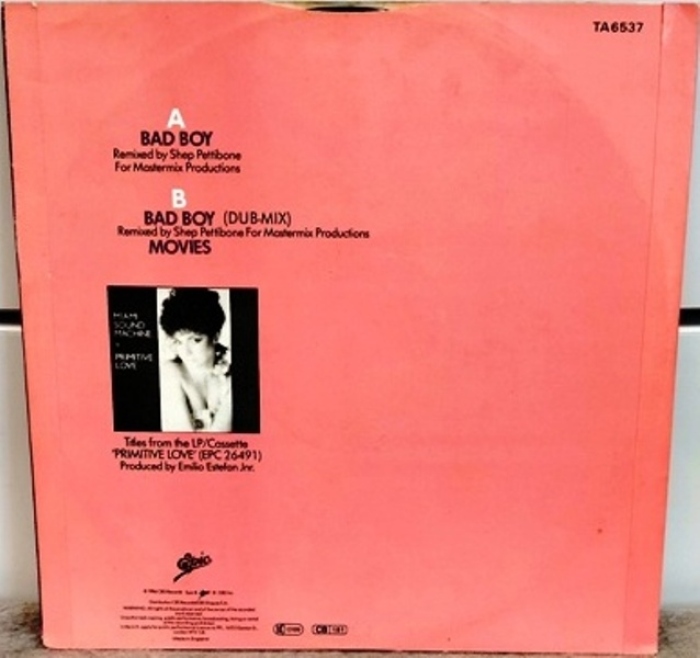 TA6537
A
BAD BOY
Remixed by Shep Pettibone
For Mastermix Productions
B
BAD BOY (DUB-MIX)
Remixed by Shep Pettibone For Mastermix Productions
MOVIES
MIAMI
SOUND
MACHINE
PRIMITIVE
LOVE
Titles from the LP/Cassette
'PRIMITIVE LOVE' (EPC 26491)
Produced by Emilio Estefan Jnr.
Epic
CB